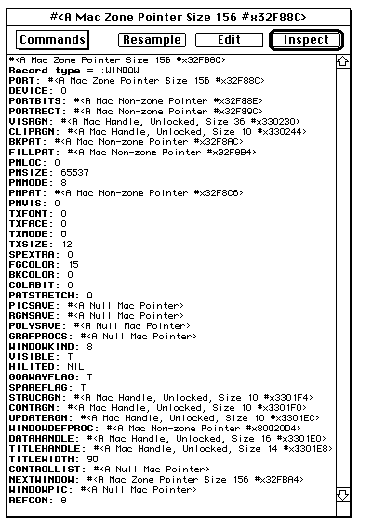 #<A Mac Zone Pointer Size 156 #x32F88C>
Commands Resample Edit Inspect
#<A Mac Zone Pointer Size 156 #x32FB8C>
Record type = :WINDOW
PORT: #<A Mac Zone Pointer Size 156 #x32F88C>
DEVICE: 0
PORTBITS: #<A Mac Non-zone Pointer #x32F88E>
PORTRECT: #<A Mac Non-zone Pointer #x32F89C>
VISRGN: #<A Mac Handle, Unlocked, Size 36 #x330230>
CLIPRGN: #<A Mac Handle, Unlocked, Size 10 #x330244>
BKPAT: #<A Mac Non-zone Pointer #x32F8AC>
FILLPAT: #<A Mac Non-zone Pointer #x32F8B4>
PNLOC: 0
PNSIZE: 65537
PNMODE: 8
PNPAT: #<A Mac Non-zone Pointer #x32F8C6>
PNVIS: 0
TXFONT: 0
TXFACE: 0
TXMODE: 0
TXSIZE: 12
SPEXTRA: 0
FGCOLOR: 15
BKCOLOR: 0
COLRBIT: 0
PATSTRETCH: 0
PICSAVE: #<A Null Mac Pointer>
RGNSAVE: #<A Null Mac Pointer>
POLYSAVE: #<A Null Mac Pointer>
GRAFPROCS: #<A Null Mac Pointer>
WINDOWKIND: 8
VISIBLE: T
HILITED: NIL
GOAWAYFLAG: T
SPAREFLAG: T
STRUCRGN: #<A Mac Handle, Unlocked, Size 10 #x3301F4>
CONTRGN: #<A Mac Handle, Unlocked, Size 10 #x3301F0>
UPDATERGN: #<A Mac Handle, Unlocked, Size 10 #x3301EC>
WINDOWDEFPROC: #<A Mac Non-zone Pointer #x80020D4>
DATAHANDLE: #<A Mac Handle, Unlocked, Size 16 #x3301E0>
TITLEHANDLE: #<A Mac Handle, Unlocked, Size 14 #x3301E8>
TITLEWIDTH: 90
CONTROLLIST: #<A Null Mac Pointer>
NEXTWINDOW: #<A Mac Zone Pointer Size 156 #x32FBA4>
WINDOWPIC: #<A Null Mac Pointer>
REFCON: 8